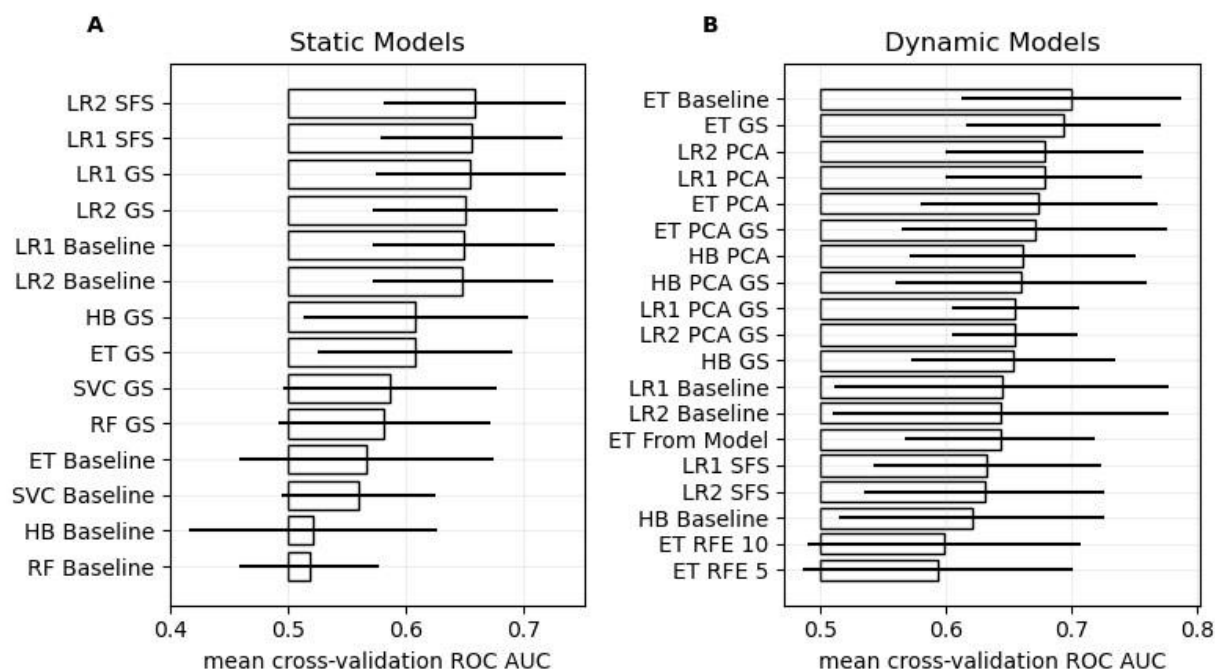 A
Static Models
LR2 SFS
LR1 SFS
LR1 GS
LR2 GS
LR1 Baseline
LR2 Baseline
HB GS
ET GS
SVC GS
RF GS
ET Baseline
SVC Baseline
HB Baseline
RF Baseline
0.4 0.5 0.6 0.7
mean cross-validation ROC AUC
B
Dynamic Models
ET Baseline
ET GS
LR2 PCA
LR1 PCA
ET PCA
ET PCA GS
HB PCA
HB PCA GS
LR1 PCA GS
LR2 PCA GS
HB GS
LR1 Baseline
LR2 Baseline
ET From Model
LR1 SFS
LR2 SFS
HB Baseline
ET RFE 10
ET RFE 5
0.5 0.6 0.7 0.8
mean cross-validation ROC AUC